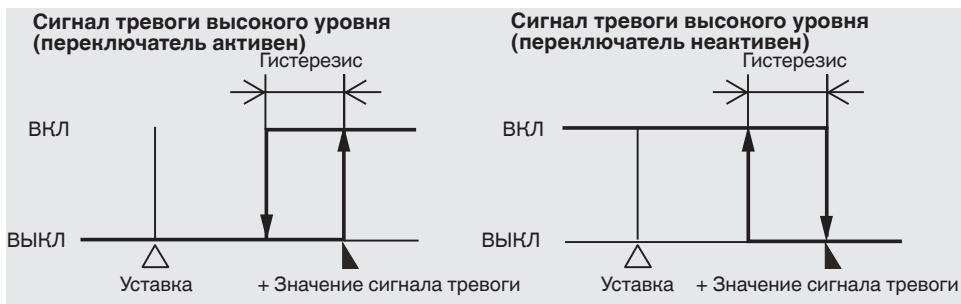 Сигнал тревоги высокого уровня
(переключатель активен)
Гистерезис
ВКЛ
ВЫКЛ
Уставка
+ Значение сигнала тревоги
Сигнал тревоги высокого уровня
(переключатель неактивен)
Гистерезис
ВКЛ
ВЫКЛ
Уставка
+ Значение сигнала тревоги